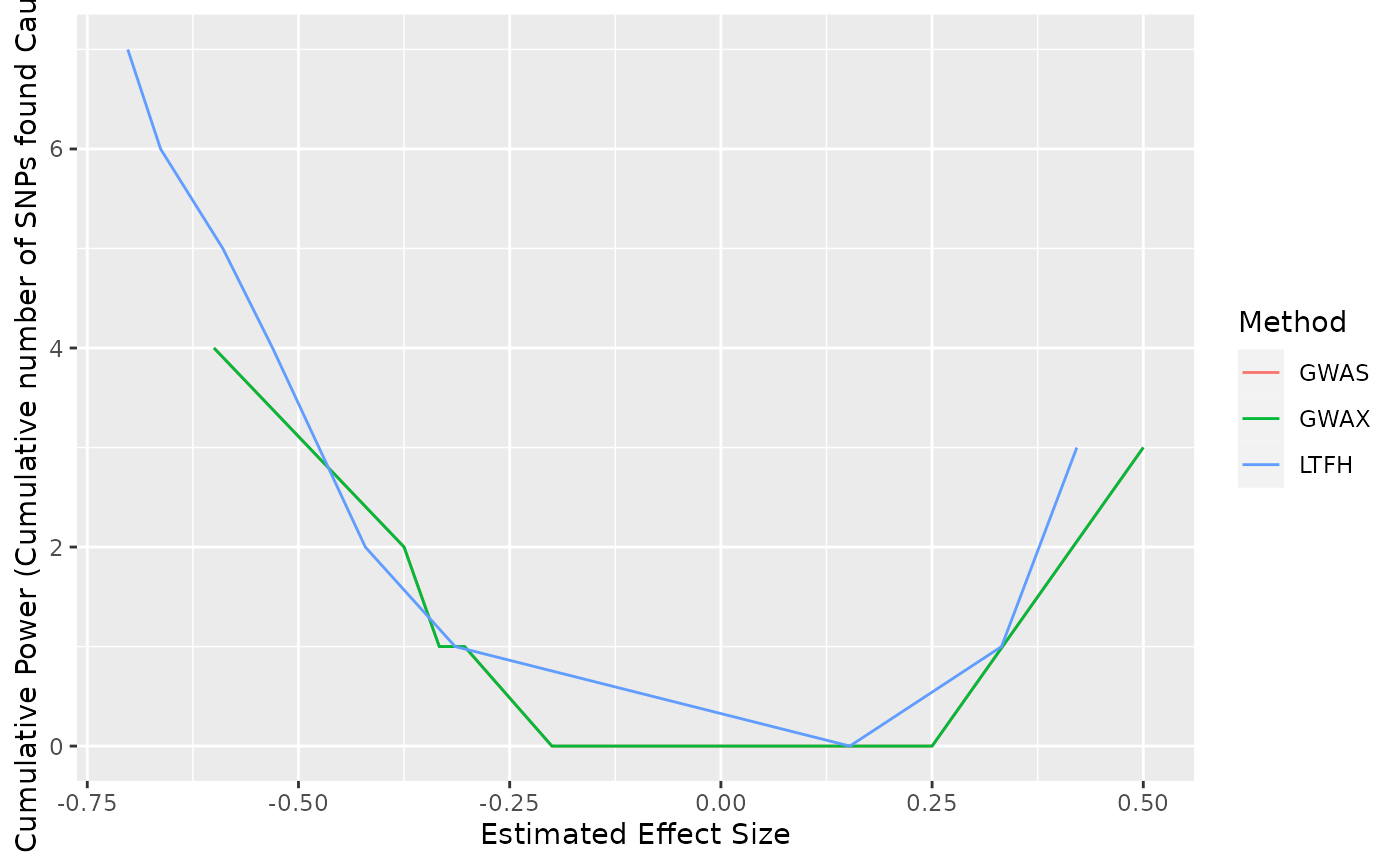 Cumulative Power (Cumulative number of SNPs found Cau
6
4
2
0
-0.75 -0.50 -0.25 0.00 0.25 0.50
Estimated Effect Size
Method
GWAS
GWAX
LTFH